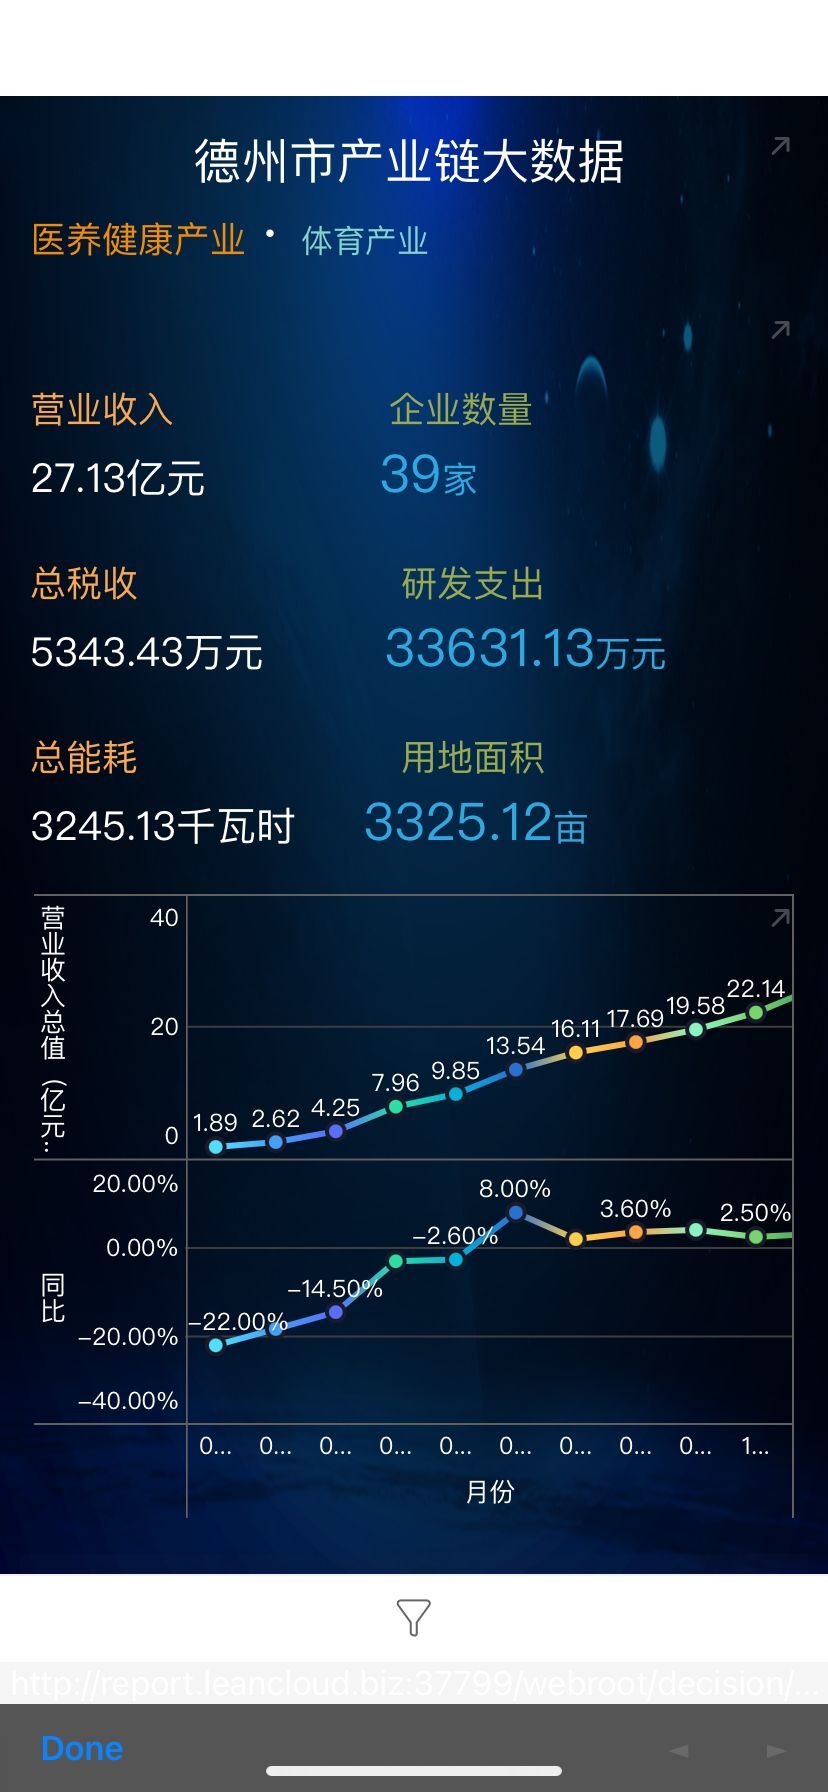 德州市产业链大数据
医养健康产业 • 体育产业
营业收入 企业数量
27.13亿元 39家
总税收 研发支出
5343.43万元 33631.13万元
总能耗 用地面积
3245.13千瓦时 3325.12亩
营业收入总值（亿元…
40
20
0
1.89 2.62 4.25 7.96 9.85 13.54 16.11 17.69 19.58 22.14
同比
20.00%
0.00%
−20.00%
−40.00%
−22.00% −14.50% −2.60% 8.00% 3.60% 2.50%
0... 0... 0... 0... 0... 0... 0... 0... 0... 1...
月份
http://report.leancloud.biz:37799/webroot/decision/...
Done